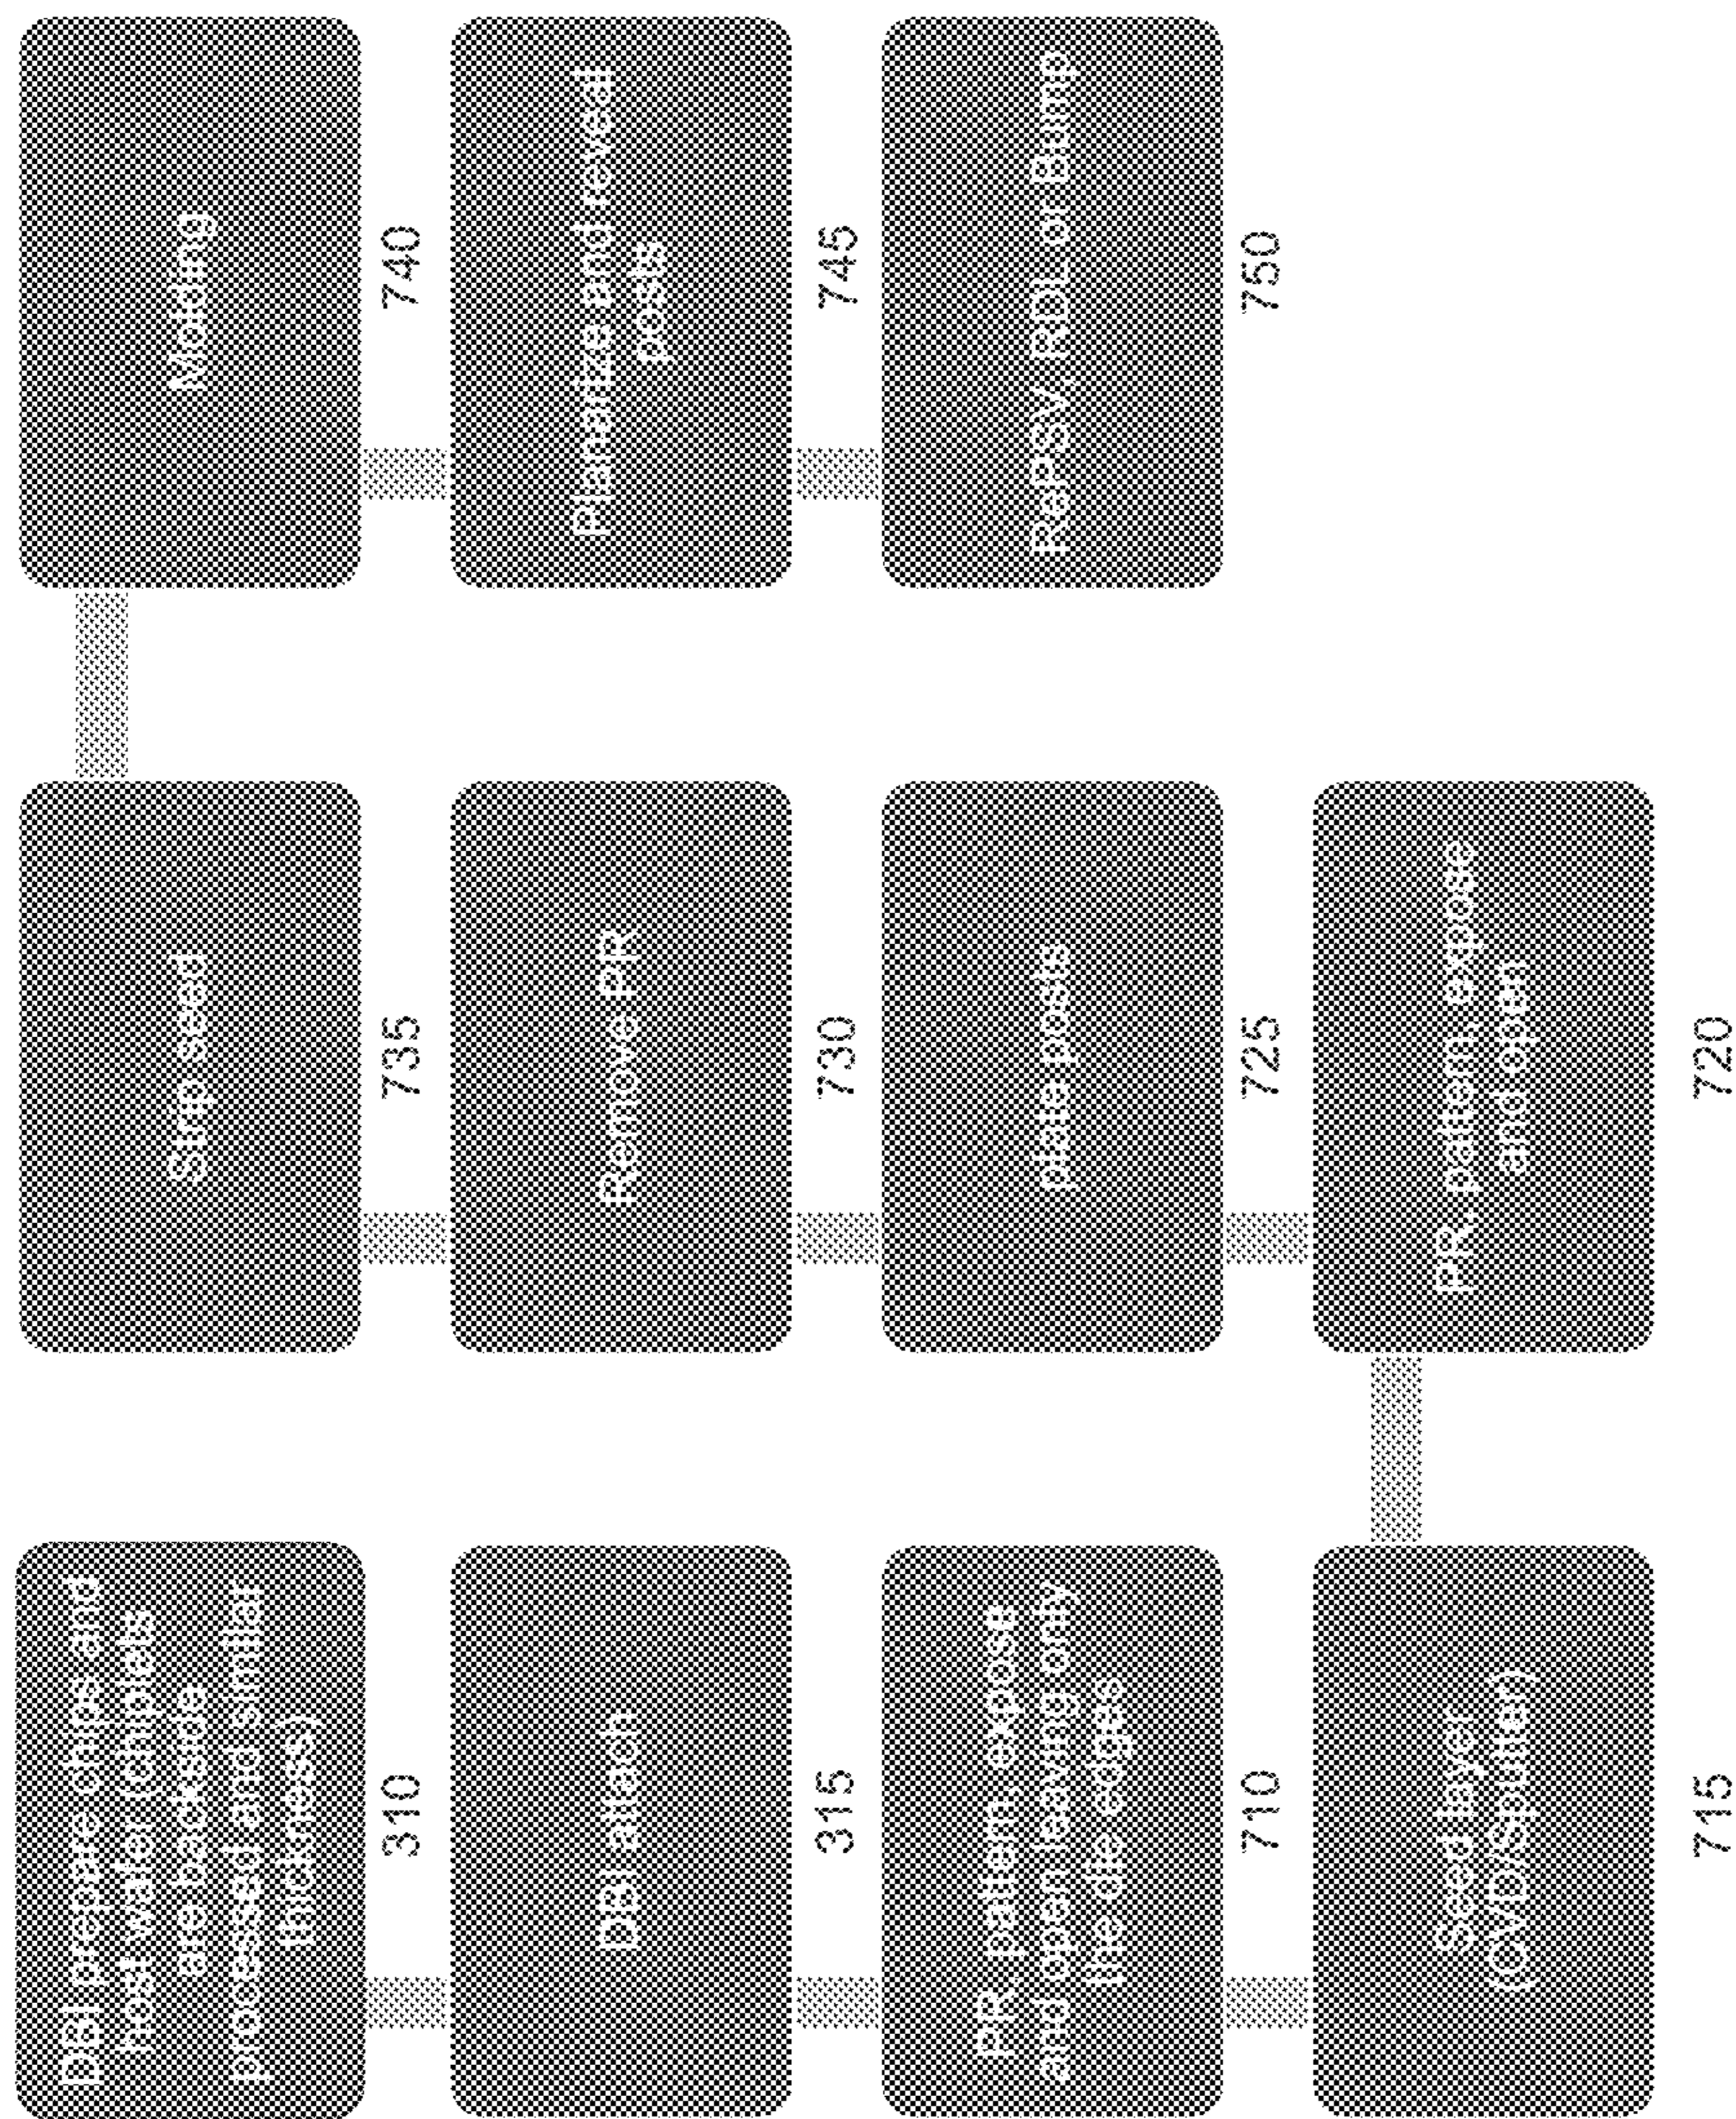 DBI prepare chips and
host wafer (chiplets
are backside
processed and similar
thickness)
310
DBI attach
315
PR, pattern, expose
and open leaving only
the die edges
710
Seed layer
(CVD/Sputter)
715
PR, pattern, expose
and open
720
plate posts
725
Remove PR
730
Strip seed
735
Molding
740
Planarize and reveal
posts
745
RePSV, RDL or Bump
750